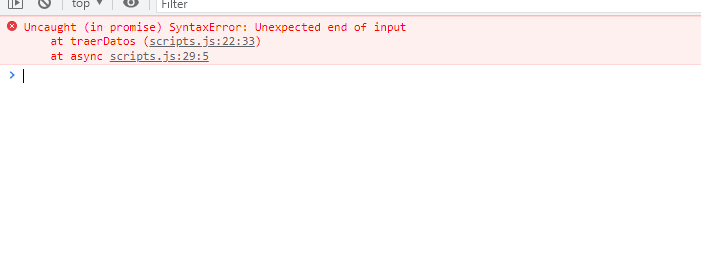 top ▼ Filter
Uncaught (in promise) SyntaxError: Unexpected end of input
at traerDatos (scripts.js:22:33)
at async scripts.js:29:5
>